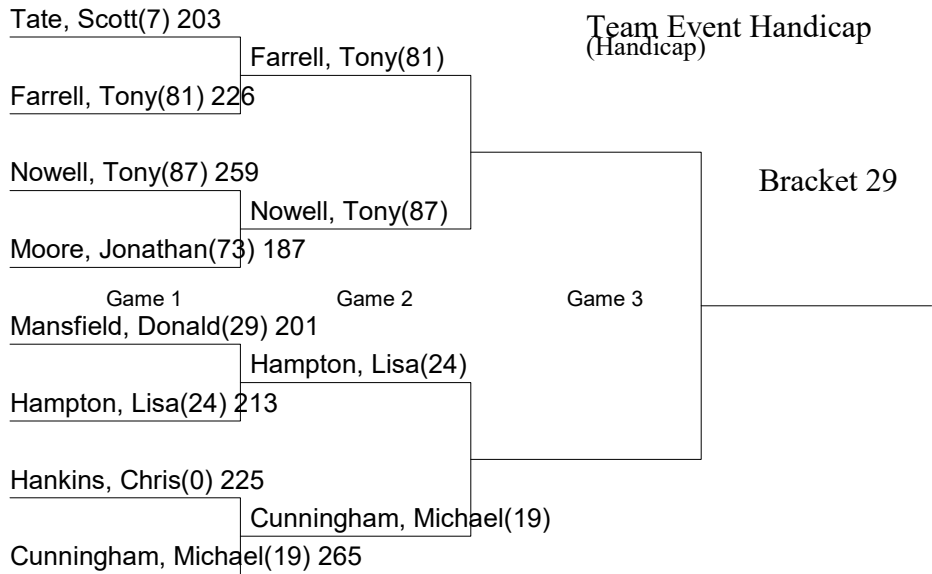 Tate, Scott(7) 203
Team Event Handicap
(Handicap)
Farrell, Tony(81)
Farrell, Tony(81) 226
Nowell, Tony(87) 259
Bracket 29
Nowell, Tony(87)
Moore, Jonathan(73) 187
Game 1
Game 2
Game 3
Mansfield, Donald(29) 201
Hampton, Lisa(24)
Hampton, Lisa(24) 213
Hankins, Chris(0) 225
Cunningham, Michael(19)
Cunningham, Michael(19) 265